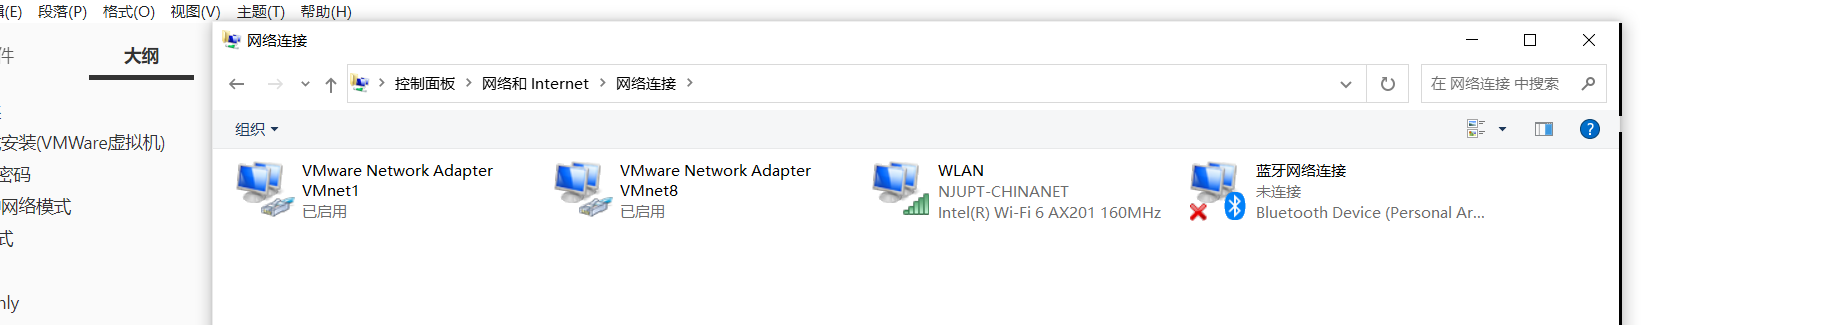 段落(P) 格式(O) 视图(V) 主题(T) 帮助(H)
件 大纲
安装(VMWare虚拟机)
密码
网络模式
式
nly
网络连接
控制面板 网络和 Internet 网络连接
在 网络连接 中搜索
组织
VMware Network Adapter
VMnet1
已启用
VMware Network Adapter
VMnet8
已启用
WLAN
NJUPT-CHINANET
Intel(R) Wi-Fi 6 AX201 160MHz
蓝牙网络连接
未连接
Bluetooth Device (Personal Ar...